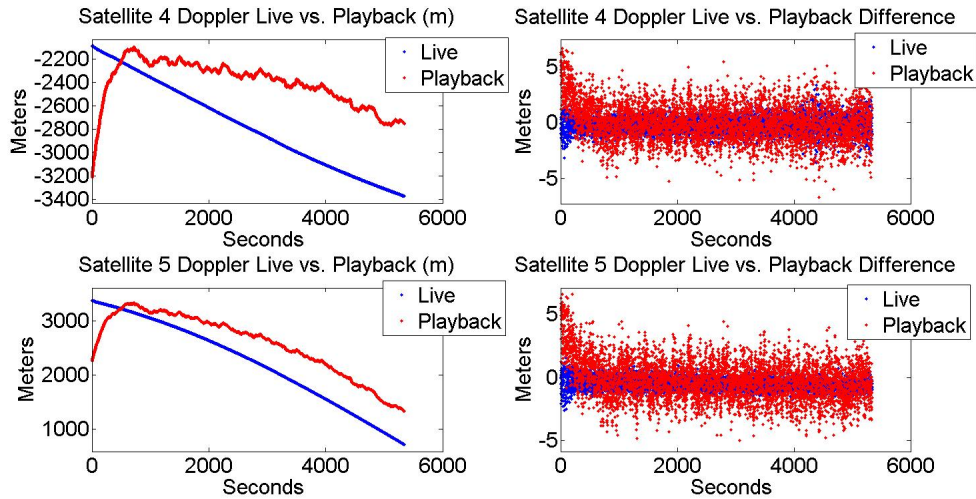 Satellite 4 Doppler Live vs. Playback (m)
Live
Playback
-2200
-2400
-2600
-2800
-3000
-3200
-3400
Meters
0
2000
4000
6000
Seconds
Satellite 4 Doppler Live vs. Playback Difference
Live
Playback
5
0
-5
Meters
0
2000
4000
6000
Seconds
Satellite 5 Doppler Live vs. Playback (m)
Live
Playback
3000
2000
1000
Meters
0
2000
4000
6000
Seconds
Satellite 5 Doppler Live vs. Playback Difference
Live
Playback
5
0
-5
Meters
0
2000
4000
6000
Seconds